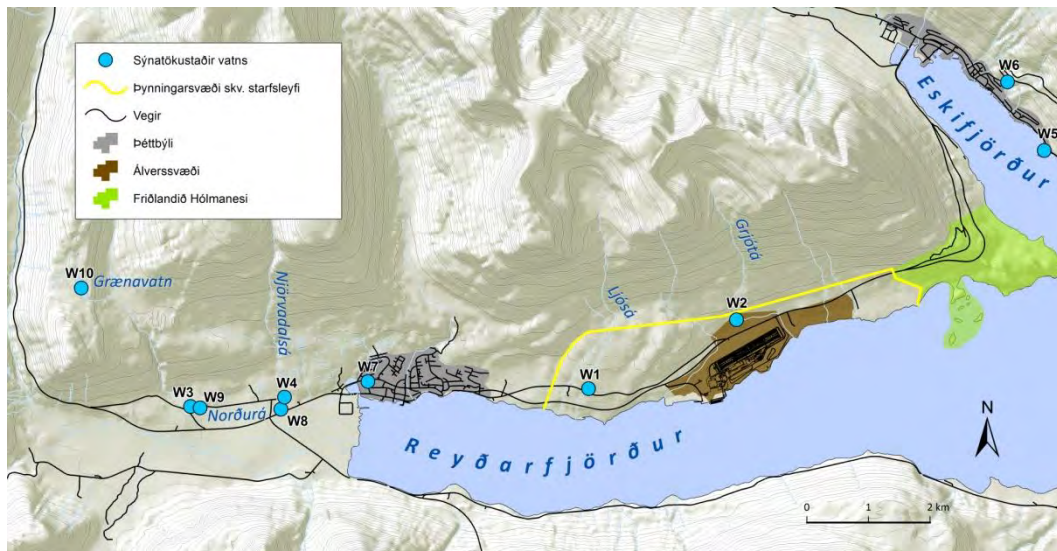 Sýnatökustaðir vatns
Þynningarsvæði skv. starfsleyfi
Vegir
Þéttbýli
Álverssvæði
Friðlandið Hólmanesi
W6
W5
Eskifjörður
W10
Grænavatn
Njörvadalsá
Ljósá
Grjótá
W2
W7
W1
W3
W9
W4
Norðurá
W8
Reyðarfjörður
N
0 1 2 km